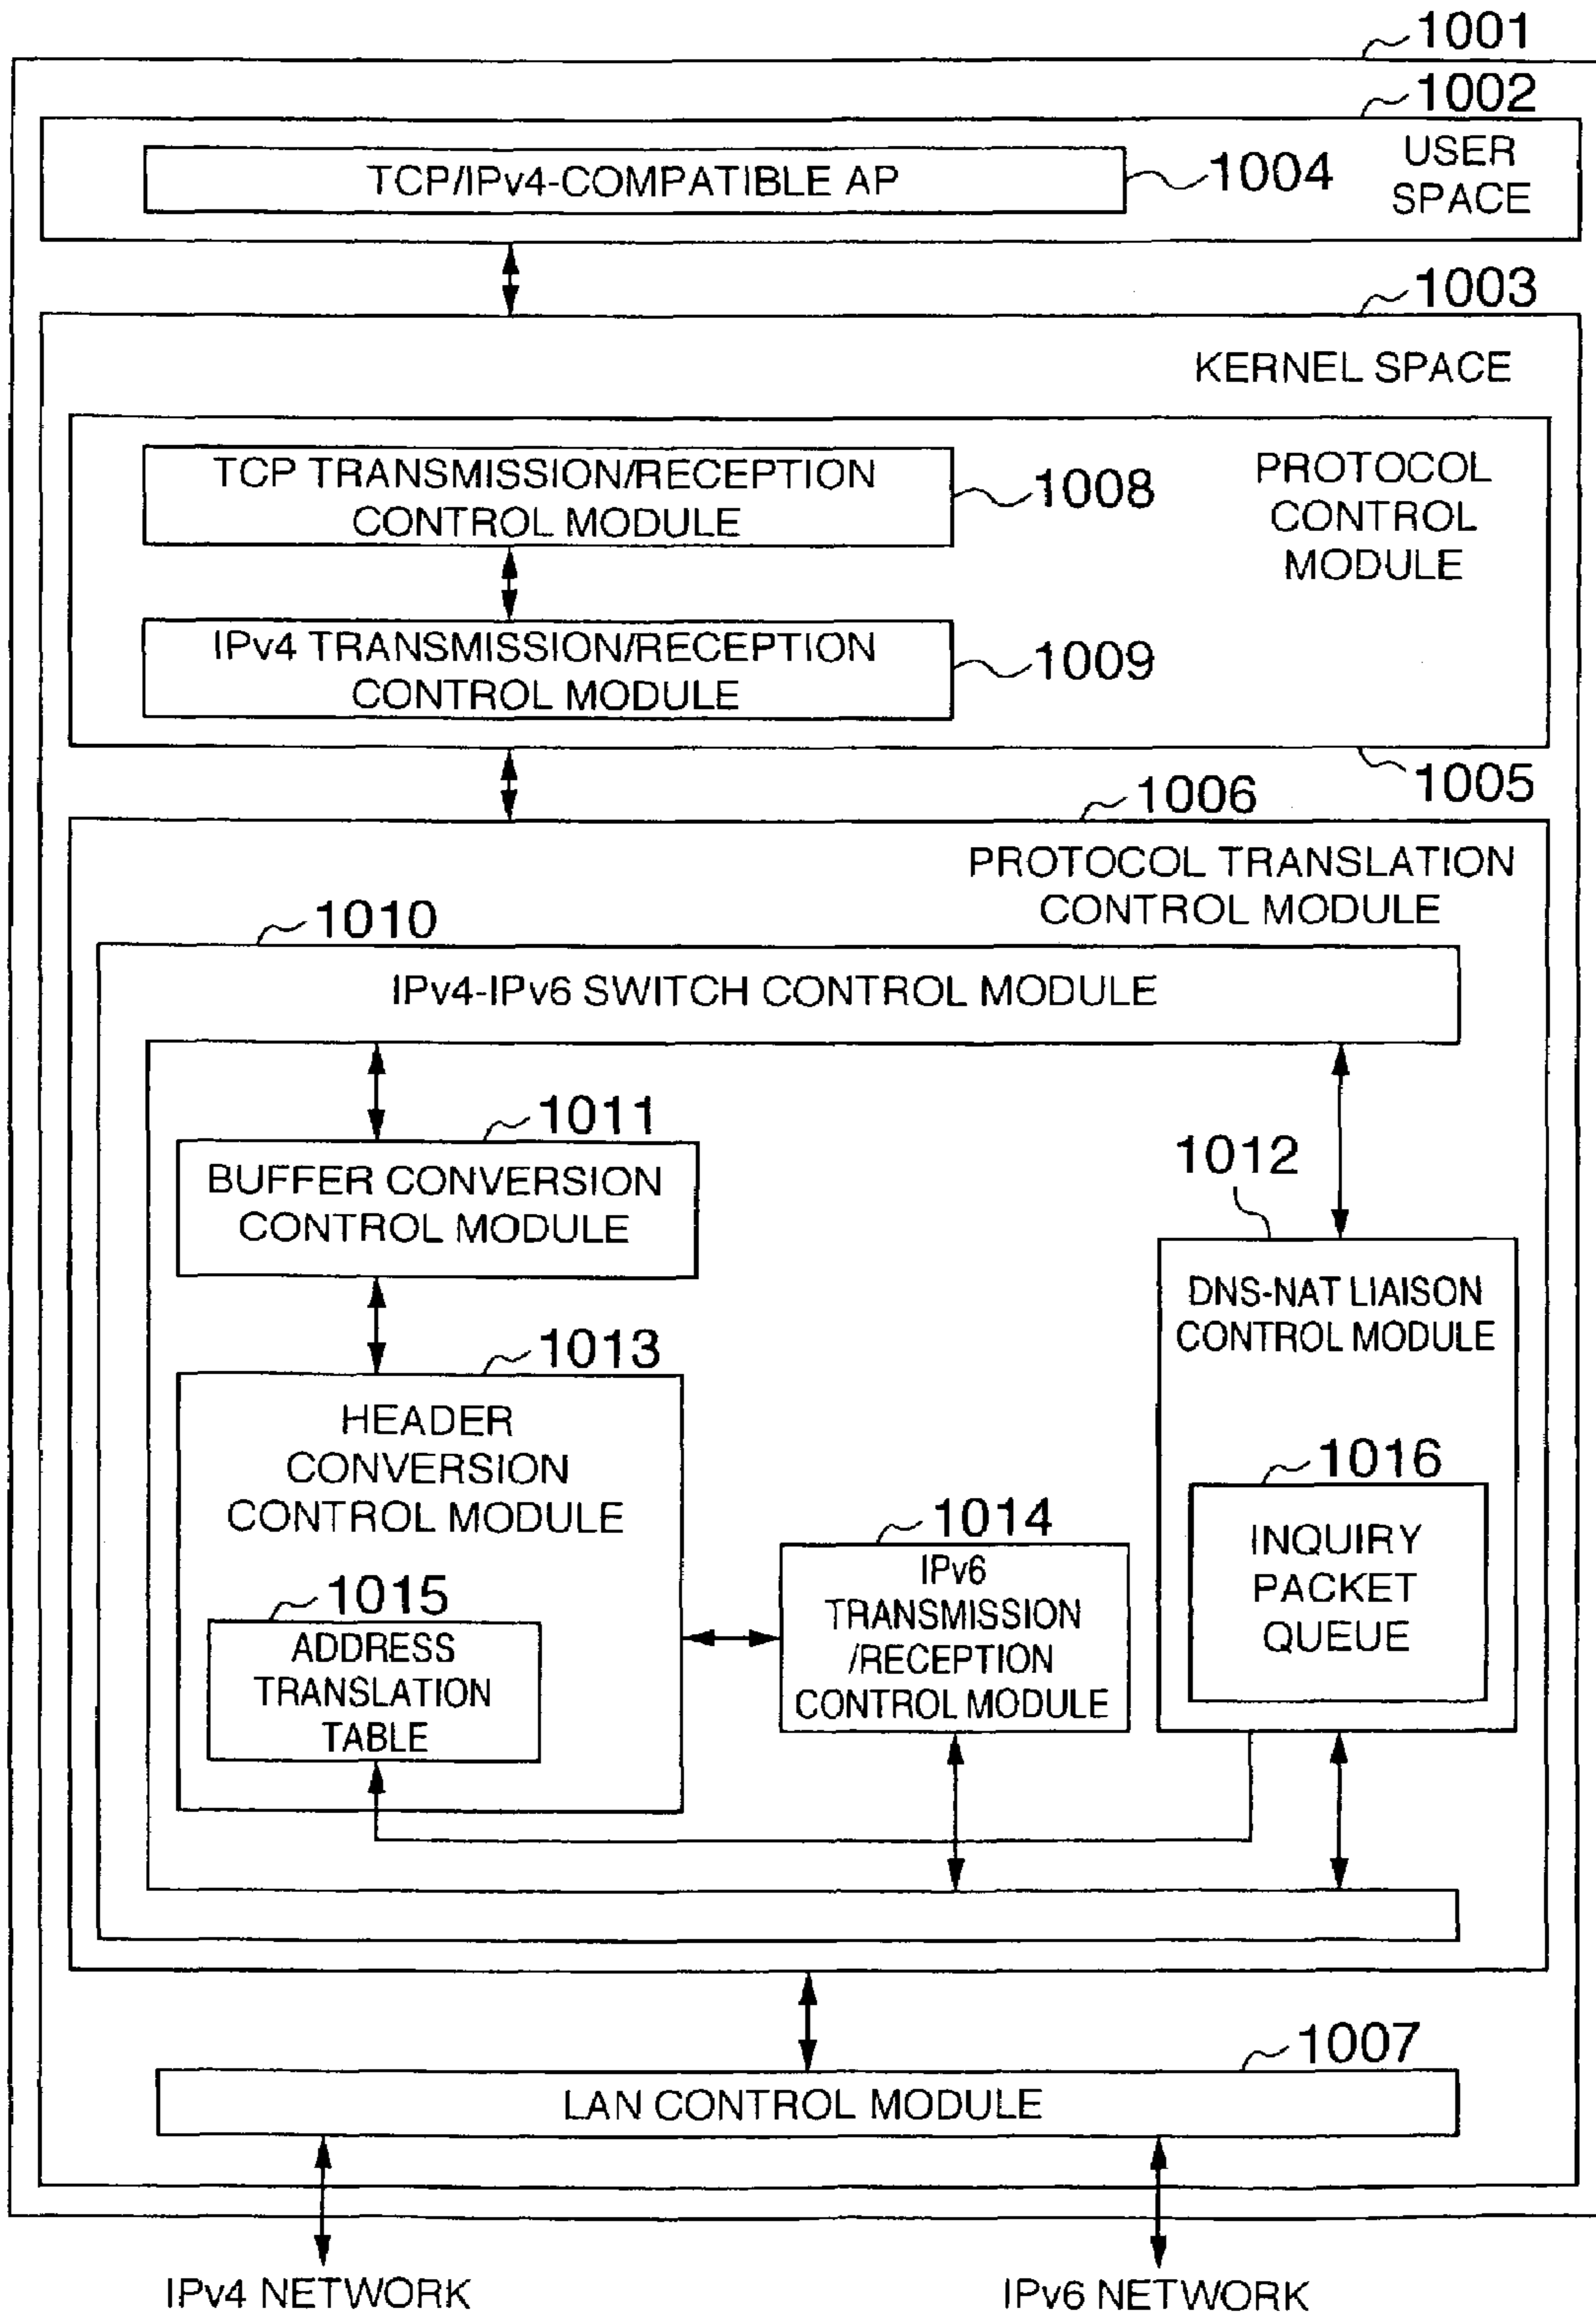 1001
1002
TCP/IPv4-COMPATIBLE AP
1004
USER
SPACE
1003
KERNEL SPACE
TCP TRANSMISSION/RECEPTION
CONTROL MODULE
1008
PROTOCOL
CONTROL
MODULE
IPv4 TRANSMISSION/RECEPTION
CONTROL MODULE
1009
1005
1006
PROTOCOL TRANSLATION
CONTROL MODULE
1010
IPv4-IPv6 SWITCH CONTROL MODULE
1011
BUFFER CONVERSION
CONTROL MODULE
1012
DNS-NAT LIAISON
CONTROL MODULE
1013
HEADER
CONVERSION
CONTROL MODULE
1016
INQUIRY
PACKET
QUEUE
1014
IPv6
TRANSMISSION
/RECEPTION
CONTROL MODULE
1015
ADDRESS
TRANSLATION
TABLE
1007
LAN CONTROL MODULE
IPv4 NETWORK
IPv6 NETWORK